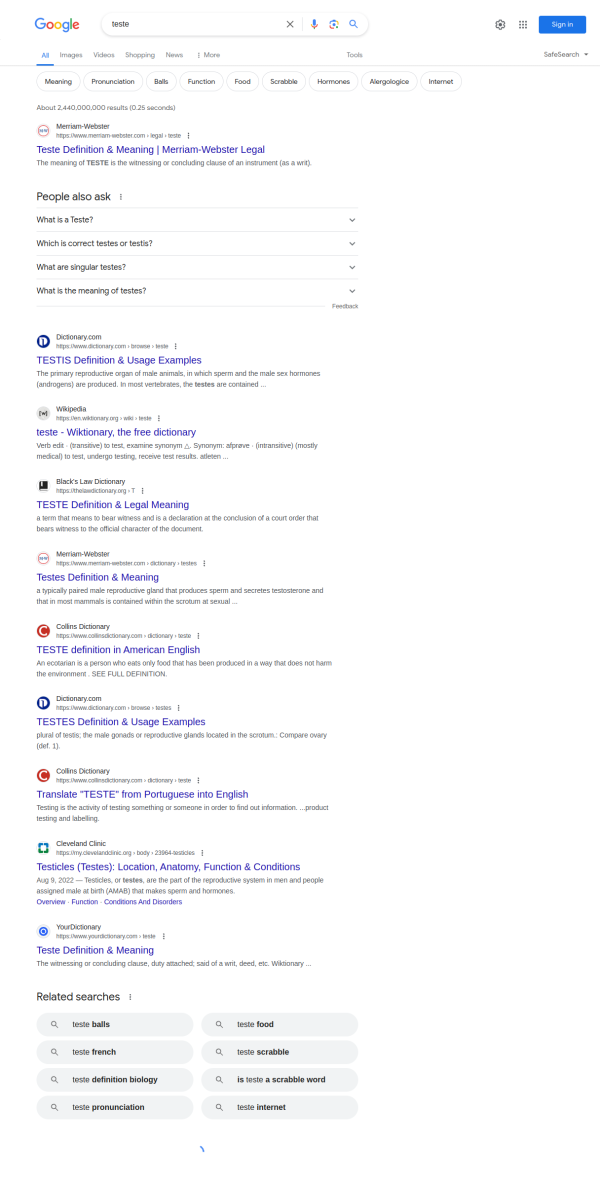 Google
teste
Sign in
All Images Videos Shopping News More Tools SafeSearch
Meaning Pronunciation Balls Function Food Scrabble Hormones Alergologice Internet
About 2,440,000,000 results (0.25 seconds)
Merriam-Webster
https://www.merriam-webster.com › legal › teste
Teste Definition & Meaning | Merriam-Webster Legal
The meaning of TESTE is the witnessing or concluding clause of an instrument (as a writ).
People also ask
What is a Teste?
Which is correct testes or testis?
What are singular testes?
What is the meaning of testes?
Feedback
Dictionary.com
https://www.dictionary.com › browse › teste
TESTIS Definition & Usage Examples
The primary reproductive organ of male animals, in which sperm and the male sex hormones
(androgens) are produced. In most vertebrates, the testes are contained ...
Wikipedia
[w]
https://en.wiktionary.org › wiki › teste
teste - Wiktionary, the free dictionary
Verb edit · (transitive) to test, examine synonym △, Synonym: afprøve · (intransitive) (mostly
medical) to test, undergo testing, receive test results. atleten ...
Black's Law Dictionary
https://thelawdictionary.org › T
TESTE Definition & Legal Meaning
a term that means to bear witness and is a declaration at the conclusion of a court order that
bears witness to the official character of the document.
Merriam-Webster
https://www.merriam-webster.com › dictionary › testes
Testes Definition & Meaning
a typically paired male reproductive gland that produces sperm and secretes testosterone and
that in most mammals is contained within the scrotum at sexual ...
Collins Dictionary
https://www.collinsdictionary.com › dictionary › teste
TESTE definition in American English
An ecotarian is a person who eats only food that has been produced in a way that does not harm
the environment . SEE FULL DEFINITION.
Dictionary.com
https://www.dictionary.com › browse › testes
TESTES Definition & Usage Examples
plural of testis; the male gonads or reproductive glands located in the scrotum.: Compare ovary
(def. 1).
Collins Dictionary
https://www.collinsdictionary.com › dictionary › teste
Translate "TESTE" from Portuguese into English
Testing is the activity of testing something or someone in order to find out information. ...product
testing and labelling.
Cleveland Clinic
https://my.clevelandclinic.org › body › 23964-testicles
Testicles (Testes): Location, Anatomy, Function & Conditions
Aug 9, 2022 — Testicles, or testes, are the part of the reproductive system in men and people
assigned male at birth (AMAB) that makes sperm and hormones.
Overview · Function · Conditions And Disorders
YourDictionary
https://www.yourdictionary.com › teste
Teste Definition & Meaning
The witnessing or concluding clause, duty attached; said of a writ, deed, etc. Wiktionary ...
Related searches
teste balls teste food
teste french teste scrabble
teste definition biology is teste a scrabble word
teste pronunciation teste internet